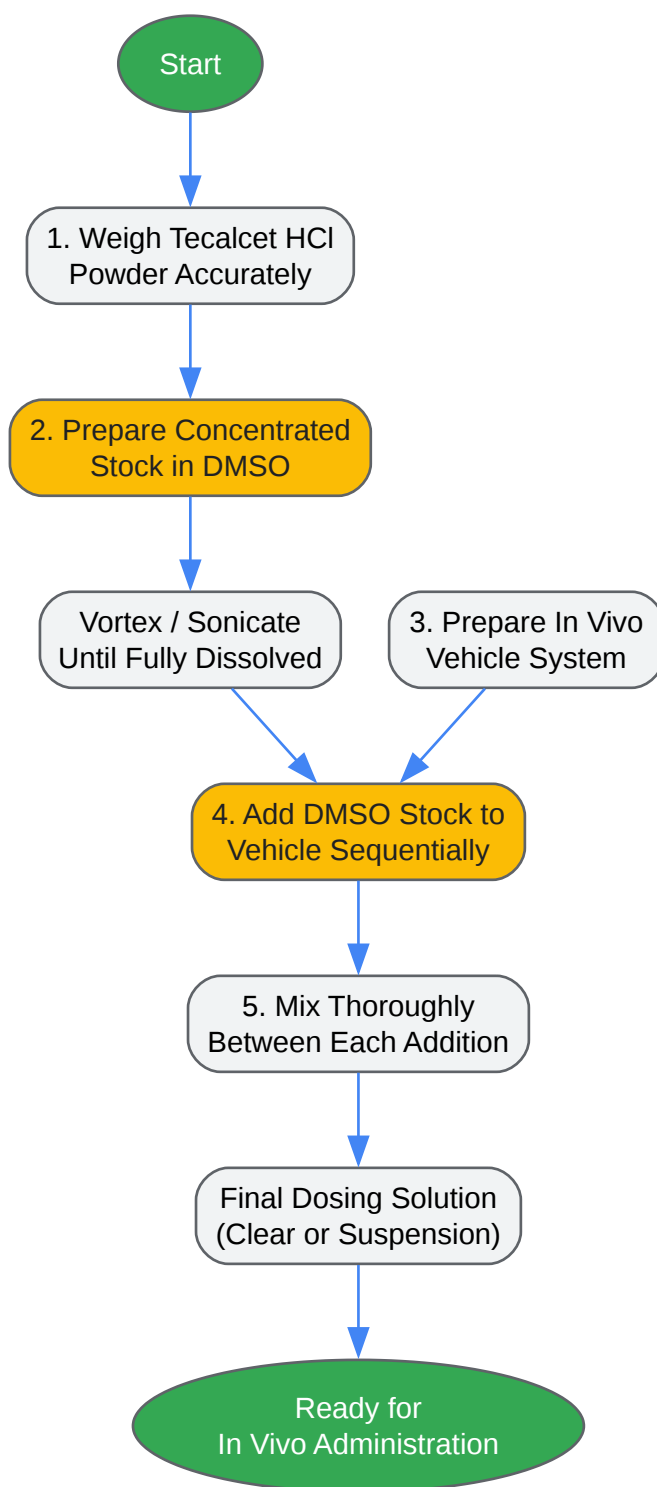 Start
1. Weigh Tecalcet HCl
Powder Accurately
2. Prepare Concentrated
Stock in DMSO
Vortex / Sonicate
Until Fully Dissolved
3. Prepare In Vivo
Vehicle System
4. Add DMSO Stock to
Vehicle Sequentially
5. Mix Thoroughly
Between Each Addition
Final Dosing Solution
(Clear or Suspension)
Ready for
In Vivo Administration